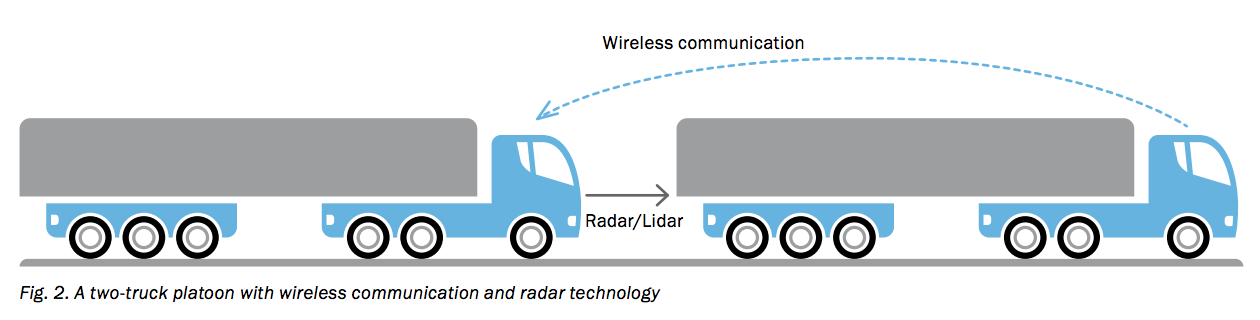 Wireless communication
Radar/Lidar
Fig. 2. A two-truck platoon with wireless communication and radar technology